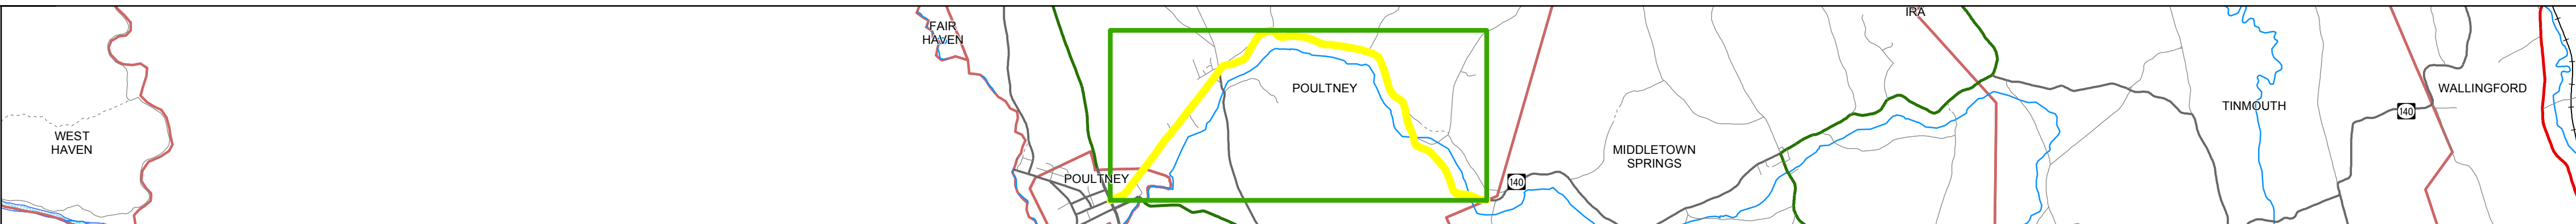 FAIR
HAVEN
IRA
POULTNEY
WALLINGFORD
TINMOUTH
140
WEST
HAVEN
MIDDLETOWN
SPRINGS
POULTNEY
140